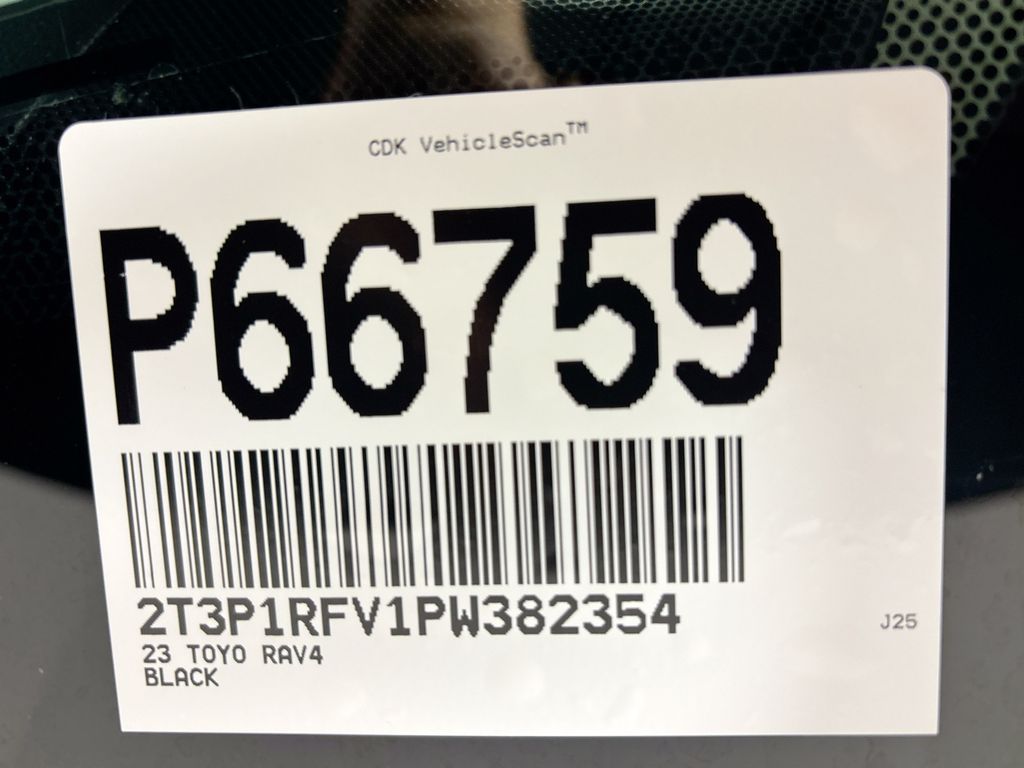 CDK VehicleScan™
P66759
2T3P1RFV1PW382354
J25
23 TOYO RAV4
BLACK